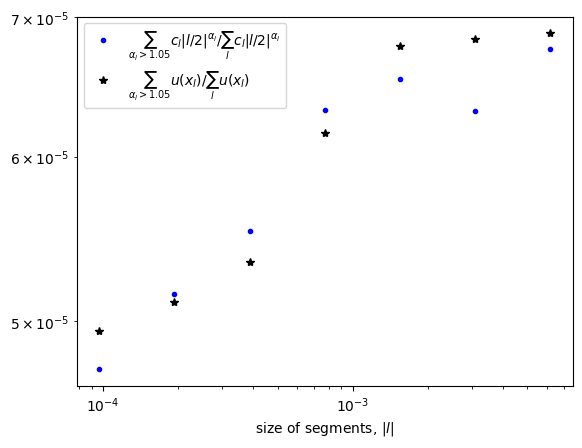 7 × 10⁻⁵
6 × 10⁻⁵
5 × 10⁻⁵
∑_{α_l>1.05} c_l|l/2|^{α_l}/∑_l c_l|l/2|^{α_l}
∑_{α_l>1.05} u(x_l)/∑_l u(x_l)
10⁻⁴ 10⁻³
size of segments, |l|